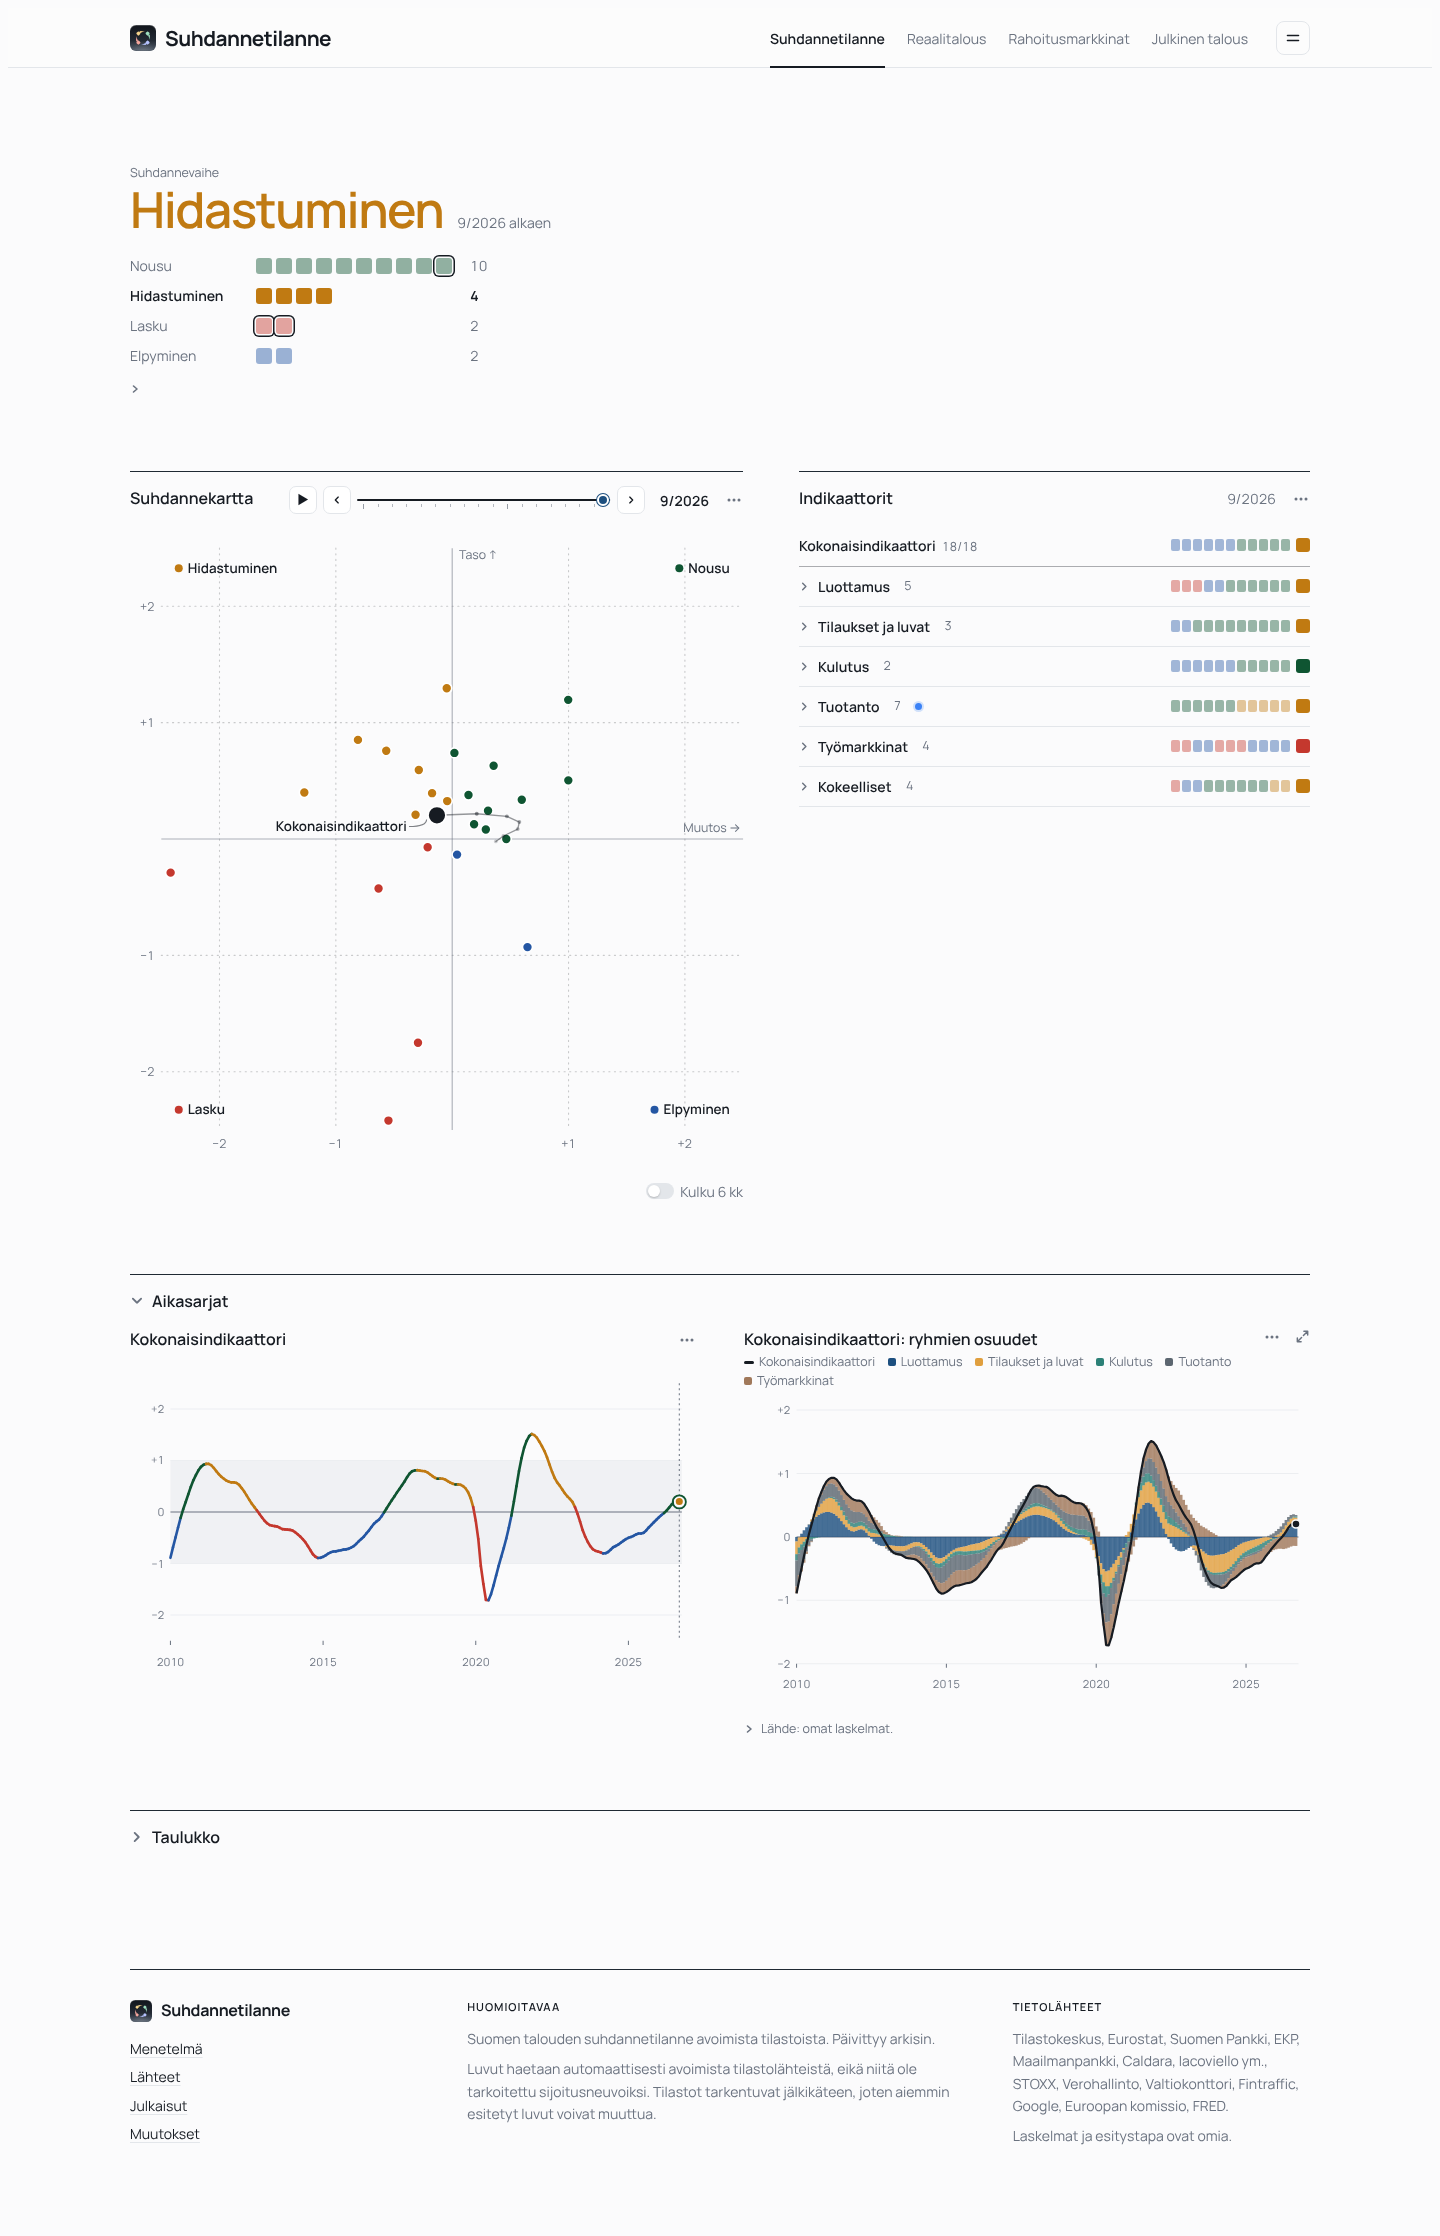 Suhdannetilanne
Suhdannetilanne Reaalitalous Rahoitusmarkkinat Julkinen talous
Suhdannevaihe
Hidastuminen 9/2026 alkaen
Nousu 10
Hidastuminen 4
Lasku 2
Elpyminen 2
Suhdannekartta 9/2026
Taso ↑
Hidastuminen Nousu
+2
+1
Kokonaisindikaattori
Muutos →
−1
−2
Lasku Elpyminen
−2 −1 +1 +2
Kulku 6 kk
Indikaattorit 9/2026
Kokonaisindikaattori 18/18
Luottamus 5
Tilaukset ja luvat 3
Kulutus 2
Tuotanto 7
Työmarkkinat 4
Kokeelliset 4
Aikasarjat
Kokonaisindikaattori
+2
+1
0
−1
−2
2010 2015 2020 2025
Kokonaisindikaattori: ryhmien osuudet
Kokonaisindikaattori Luottamus Tilaukset ja luvat Kulutus Tuotanto
Työmarkkinat
+2
+1
0
−1
−2
2010 2015 2020 2025
Lähde: omat laskelmat.
Taulukko
Suhdannetilanne
Menetelmä
Lähteet
Julkaisut
Muutokset
HUOMIOITAVAA
Suomen talouden suhdannetilanne avoimista tilastoista. Päivittyy arkisin.
Luvut haetaan automaattisesti avoimista tilastolähteistä, eikä niitä ole
tarkoitettu sijoitusneuvoiksi. Tilastot tarkentuvat jälkikäteen, joten aiemmin
esitetyt luvut voivat muuttua.
TIETOLÄHTEET
Tilastokeskus, Eurostat, Suomen Pankki, EKP,
Maailmanpankki, Caldara, Iacoviello ym.,
STOXX, Verohallinto, Valtiokonttori, Fintraffic,
Google, Euroopan komissio, FRED.
Laskelmat ja esitystapa ovat omia.